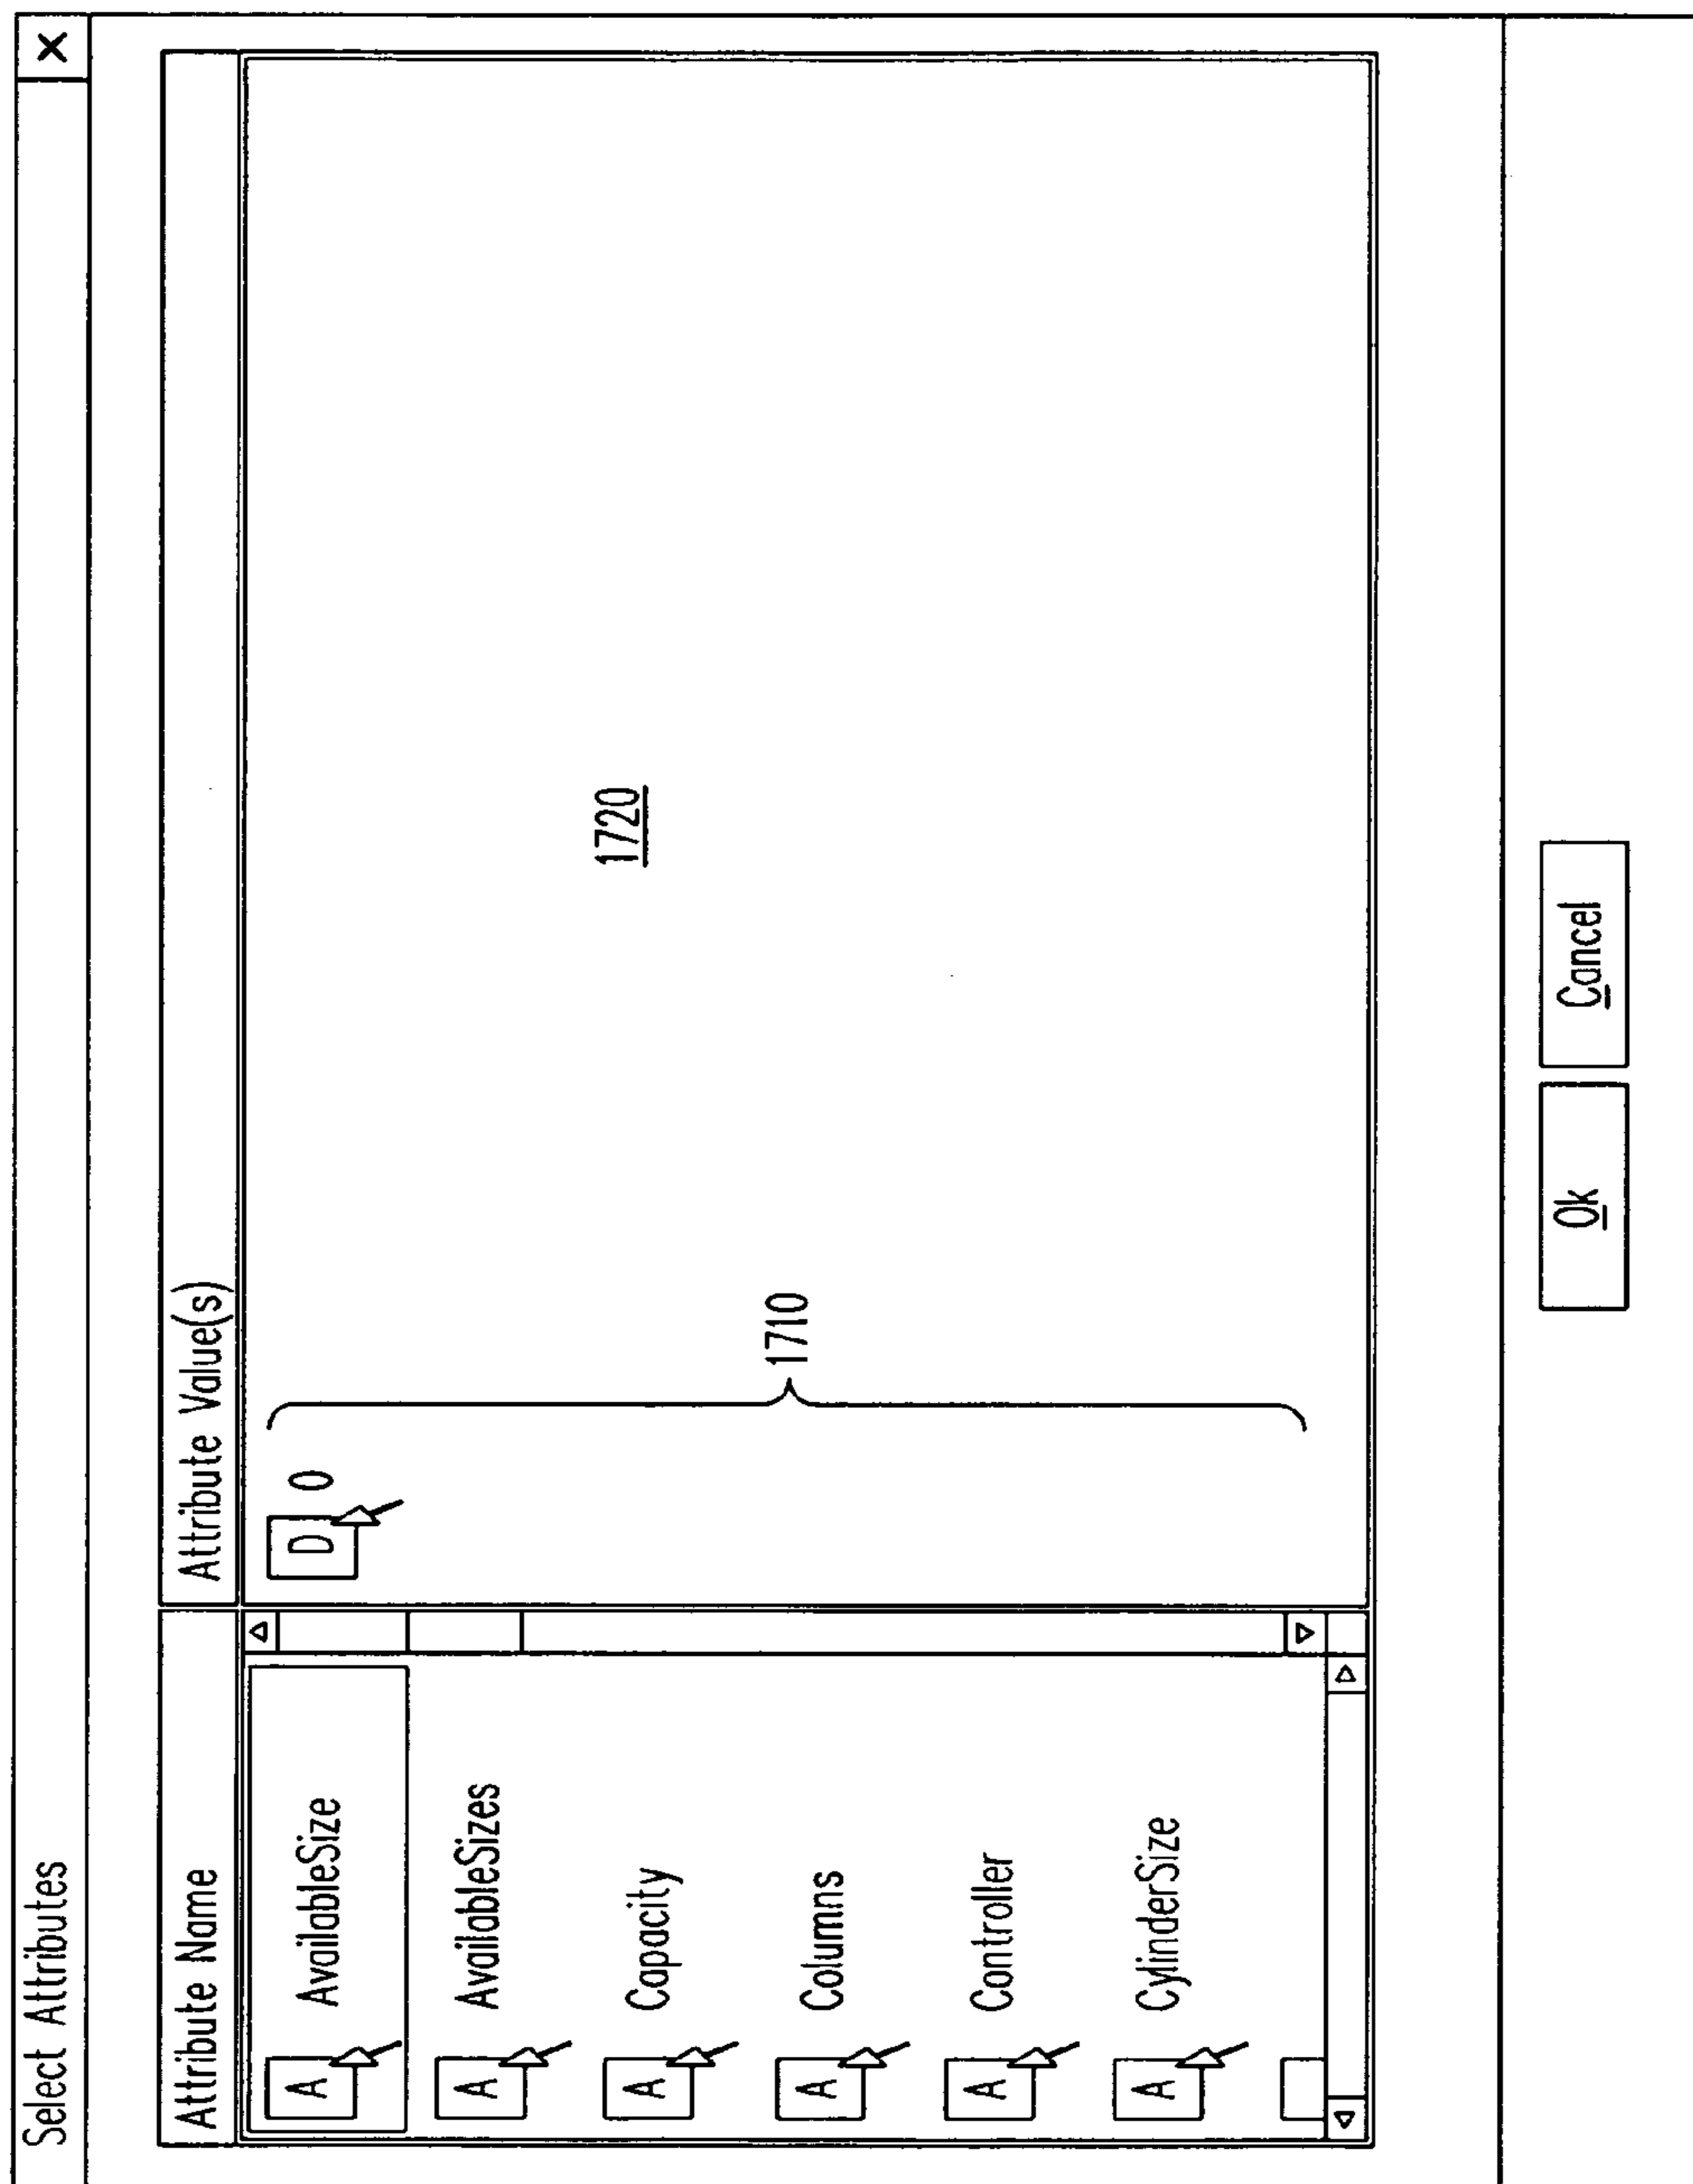 Select Attributes
X
Attribute Name
Attribute Value(s)
A AvailableSize
D 0
A AvailableSizes
A Capacity
A Columns
A Controller
A CylinderSize
1710
1720
Ok
Cancel